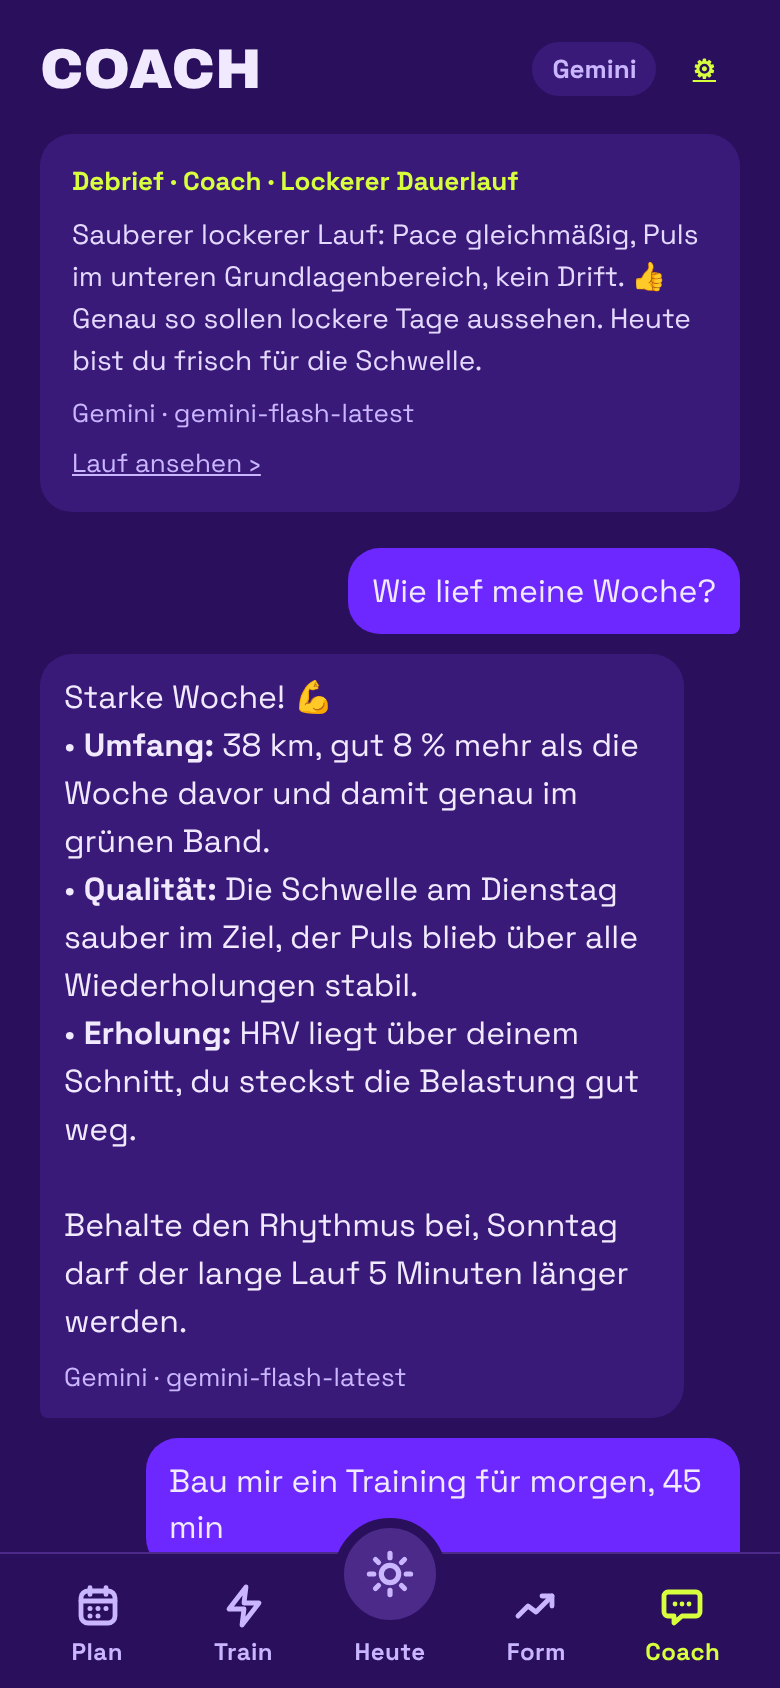 COACH
Gemini
Debrief · Coach · Lockerer Dauerlauf
Sauberer lockerer Lauf: Pace gleichmäßig, Puls
im unteren Grundlagenbereich, kein Drift. 👍
Genau so sollen lockere Tage aussehen. Heute
bist du frisch für die Schwelle.
Gemini · gemini-flash-latest
Lauf ansehen >
Wie lief meine Woche?
Starke Woche! 💪
• Umfang: 38 km, gut 8 % mehr als die
Woche davor und damit genau im
grünen Band.
• Qualität: Die Schwelle am Dienstag
sauber im Ziel, der Puls blieb über alle
Wiederholungen stabil.
• Erholung: HRV liegt über deinem
Schnitt, du steckst die Belastung gut
weg.
Behalte den Rhythmus bei, Sonntag
darf der lange Lauf 5 Minuten länger
werden.
Gemini · gemini-flash-latest
Bau mir ein Training für morgen, 45
min
Plan
Train
Heute
Form
Coach